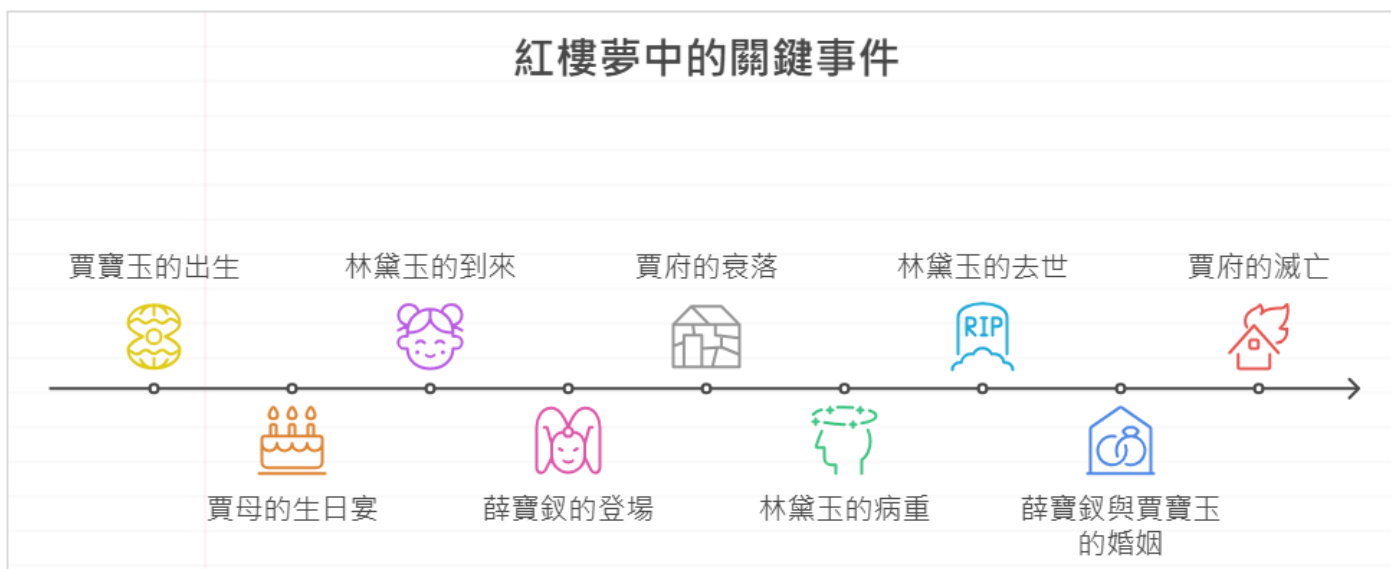 紅樓夢中的關鍵事件
賈寶玉的出生
林黛玉的到來
賈府的衰落
林黛玉的去世
賈府的滅亡
RIP
賈母的生日宴
薛寶釵的登場
林黛玉的病重
薛寶釵與賈寶玉
的婚姻